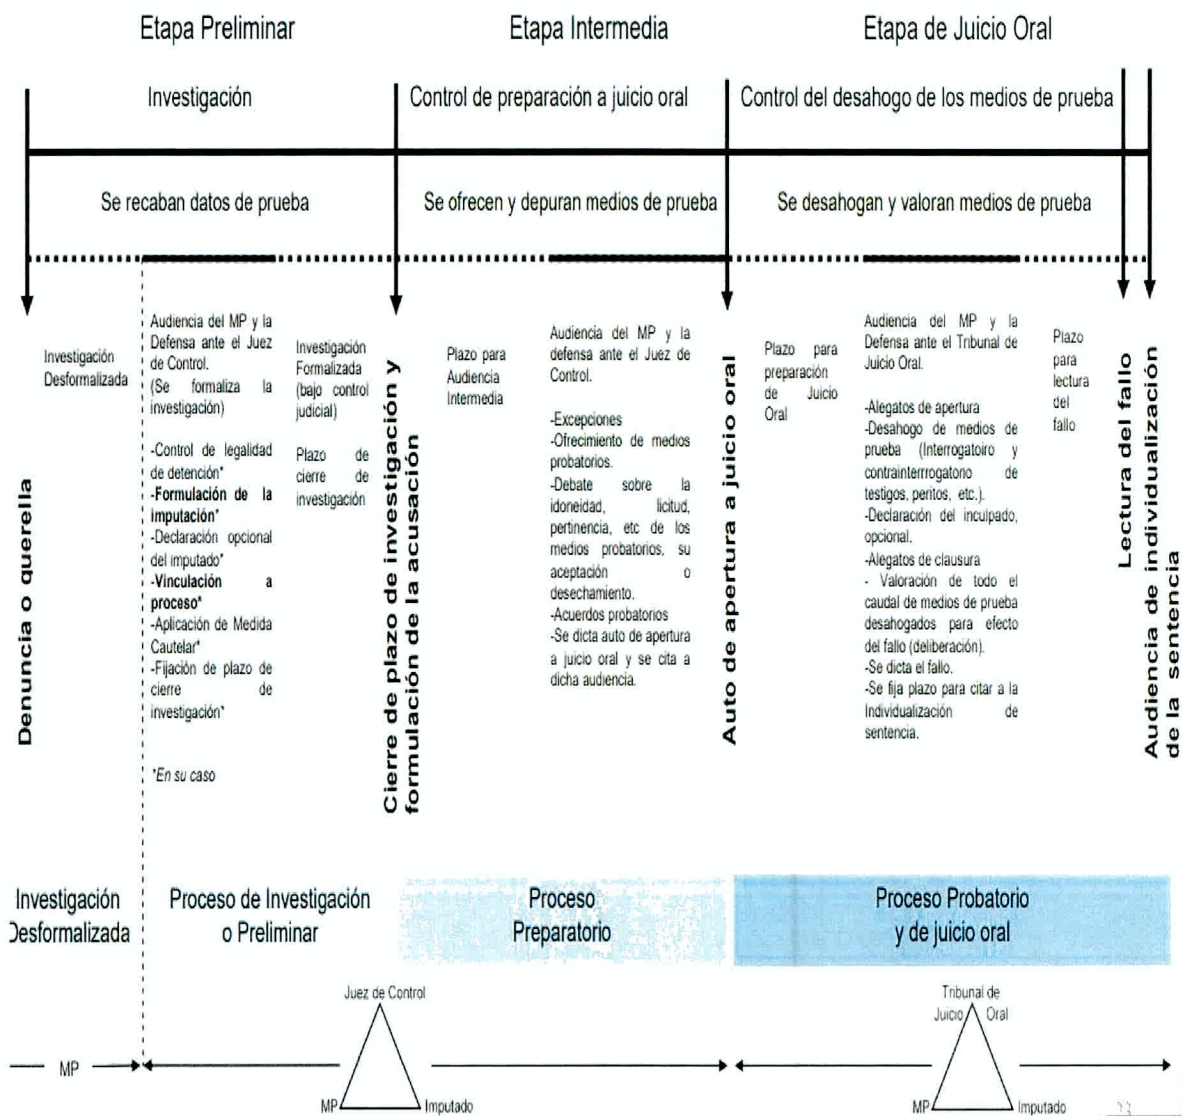 Etapa Preliminar
Etapa Intermedia
Etapa de Juicio Oral
Investigación
Control de preparación a juicio oral
Control del desahogo de los medios de prueba
Se recaban datos de prueba
Se ofrecen y depuran medios de prueba
Se desahogan y valoran medios de prueba
Denuncia o querella
Investigación
Desformalizada
Audiencia del MP y la
Defensa ante el Juez
de Control.
(Se formaliza la
investigación)
-Control de legalidad
de detención*
-Formulación de la
imputación*
-Declaración opcional
del imputado*
-Vinculación a
proceso*
-Aplicación de Medida
Cautelar*
-Fijación de plazo de
cierre de
investigación*
*En su caso
Investigación
Formalizada
(bajo control
judicial)
Plazo de
cierre de
investigación
Cierre de plazo de investigación y
formulación de la acusación
Plazo para
Audiencia
Intermedia
Audiencia del MP y la
defensa ante el Juez de
Control.
-Excepciones
-Ofrecimiento de medios
probatorios.
-Debate sobre la
idoneidad, licitud,
pertinencia, etc de los
medios probatorios, su
aceptación o
desechamiento.
-Acuerdos probatorios
-Se dicta auto de apertura
a juicio oral y se cita a
dicha audiencia.
Auto de apertura a juicio oral
Plazo para
preparación
de Juicio
Oral
Audiencia del MP y la
Defensa ante el Tribunal de
Juicio Oral.
-Alegatos de apertura
-Desahogo de medios de
prueba (Interrogatoiro y
contrainterrrogatorio de
testigos, peritos, etc.).
-Declaración del inculpado,
opcional.
-Alegatos de clausura
- Valoración de todo el
caudal de medios de prueba
desahogados para efecto
del fallo (deliberación).
-Se dicta el fallo.
-Se fija plazo para citar a la
Individualización de
sentencia.
Plazo
para
lectura
del
fallo
Lectura del fallo
Audiencia de individualización
de la sentencia
Investigación
Desformalizada
Proceso de Investigación
o Preliminar
Proceso
Preparatorio
Proceso Probatorio
y de juicio oral
MP
Juez de Control
MP
Imputado
Tribunal de
Juicio Oral
MP
Imputado